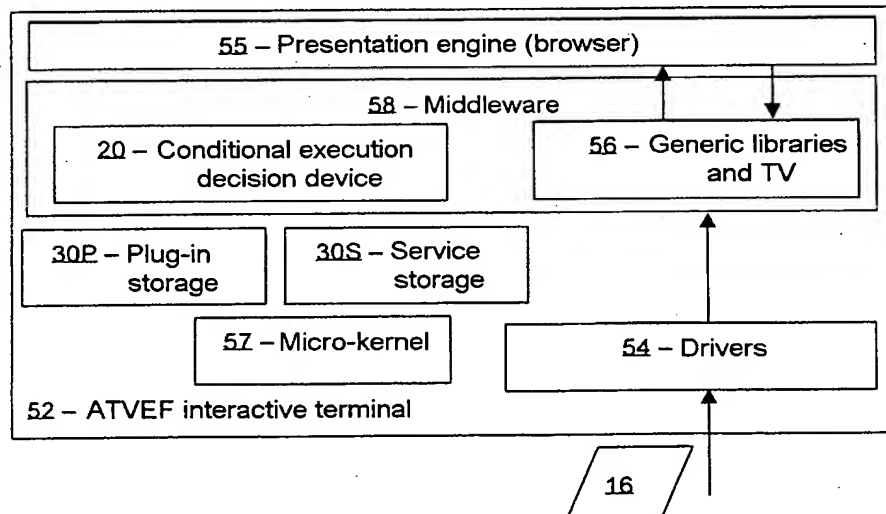 55 – Presentation engine (browser)
58 – Middleware
20 – Conditional execution
decision device
56 – Generic libraries
and TV
30P – Plug-in
storage
30S – Service
storage
57 – Micro-kernel
54 – Drivers
52 – ATVEF interactive terminal
16